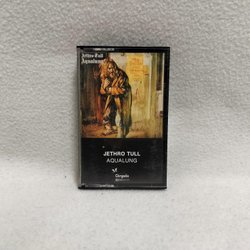 Jethro Tull
Aqualung
JETHRO TULL
AQUALUNG
Chrysalis